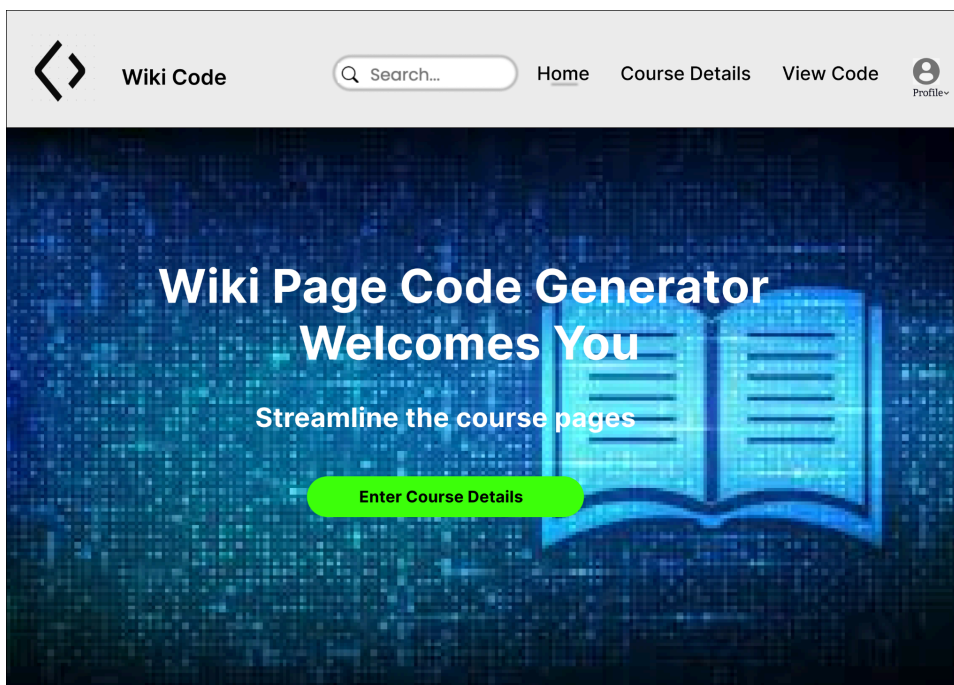 Wiki Code
Search...
Home
Course Details
View Code
Profile
Wiki Page Code Generator
Welcomes You
Streamline the course pages
Enter Course Details